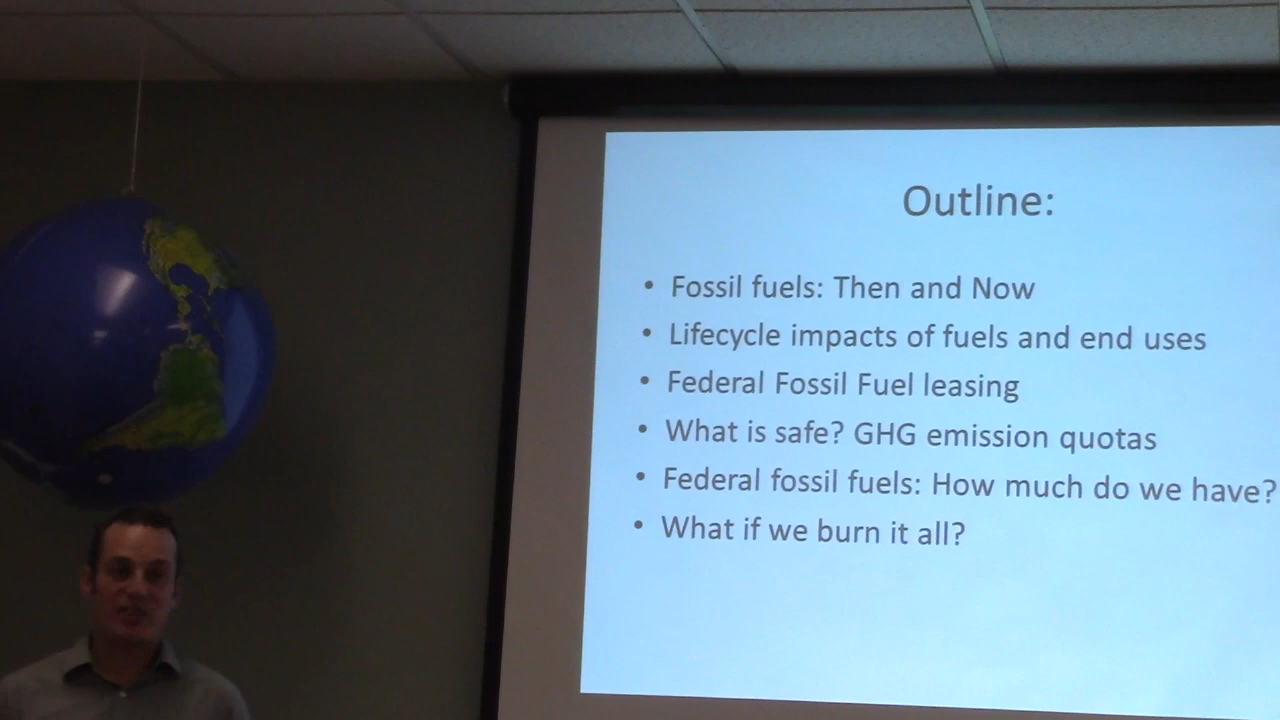 Outline:
• Fossil fuels: Then and Now
• Lifecycle impacts of fuels and end uses
• Federal Fossil Fuel leasing
• What is safe? GHG emission quotas
• Federal fossil fuels: How much do we have?
• What if we burn it all?